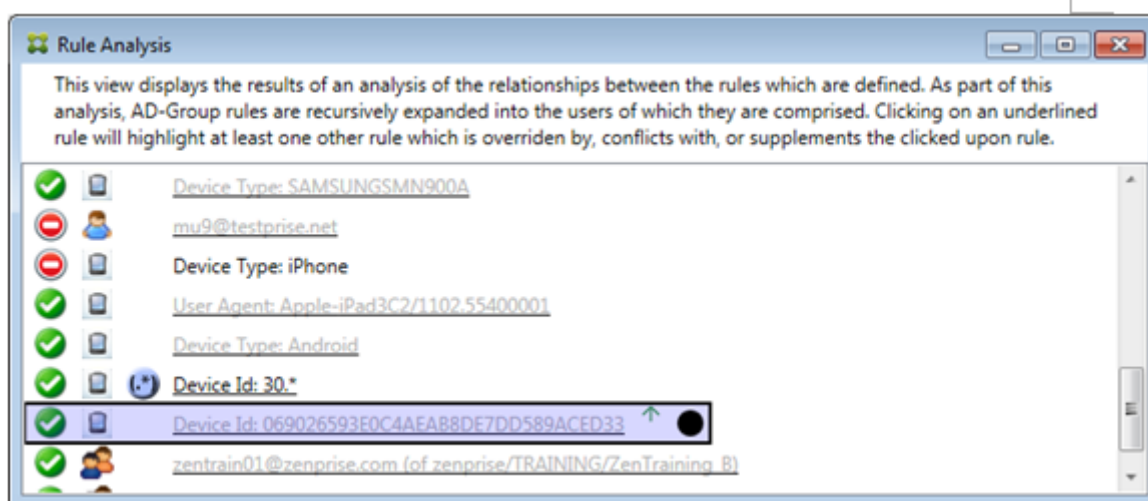 Rule Analysis
This view displays the results of an analysis of the relationships between the rules which are defined. As part of this
analysis, AD-Group rules are recursively expanded into the users of which they are comprised. Clicking on an underlined
rule will highlight at least one other rule which is overriden by, conflicts with, or supplements the clicked upon rule.
Device Type: SAMSUNGSMN900A
mu9@testprise.net
Device Type: iPhone
User Agent: Apple-iPad3C2/1102.55400001
Device Type: Android
(.*) Device Id: 30.*
Device Id: 069026593E0C4AEAB8DE7DD589ACED33
zentrain01@zenprise.com (of zenprise/TRAINING/ZenTraining B)